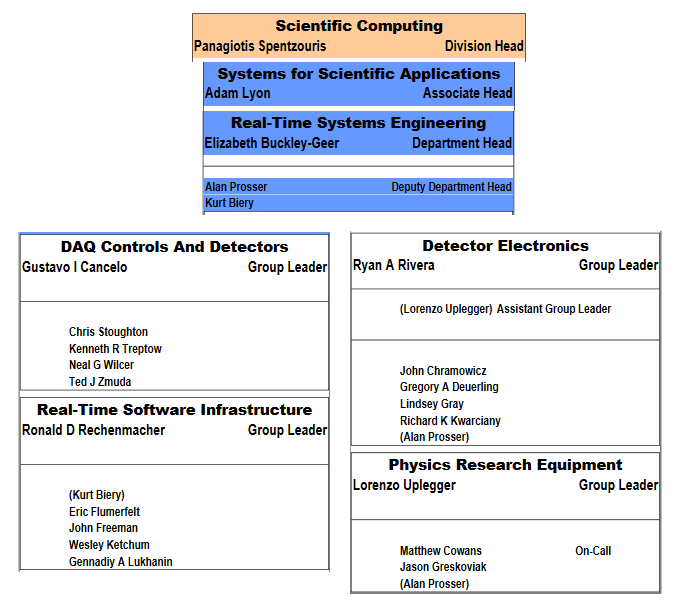 Scientific Computing
Panagiotis Spentzouris Division Head
Systems for Scientific Applications
Adam Lyon Associate Head
Real-Time Systems Engineering
Elizabeth Buckley-Geer Department Head
Alan Prosser Deputy Department Head
Kurt Biery
DAQ Controls And Detectors
Gustavo I Cancelo Group Leader
Chris Stoughton
Kenneth R Treptow
Neal G Wilcer
Ted J Zmuda
Real-Time Software Infrastructure
Ronald D Rechenmacher Group Leader
(Kurt Biery)
Eric Flumerfelt
John Freeman
Wesley Ketchum
Gennadiy A Lukhanin
Detector Electronics
Ryan A Rivera Group Leader
(Lorenzo Uplegger) Assistant Group Leader
John Chramowicz
Gregory A Deuerling
Lindsey Gray
Richard K Kwarciany
(Alan Prosser)
Physics Research Equipment
Lorenzo Uplegger Group Leader
Matthew Cowans On-Call
Jason Greskoviak
(Alan Prosser)